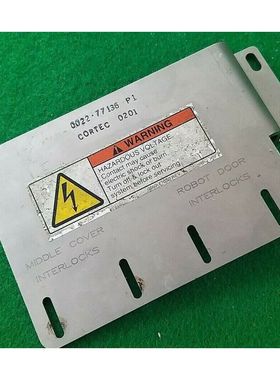 0022-77136 P1
CORTEC 0201
WARNING
HAZARDOUS VOLTAGE
Contact may cause
electric shock or burn
Turn off & lock out
system before servicing.
MIDDLE COVER
INTERLOCKS
ROBOT DOOR
INTERLOCKS